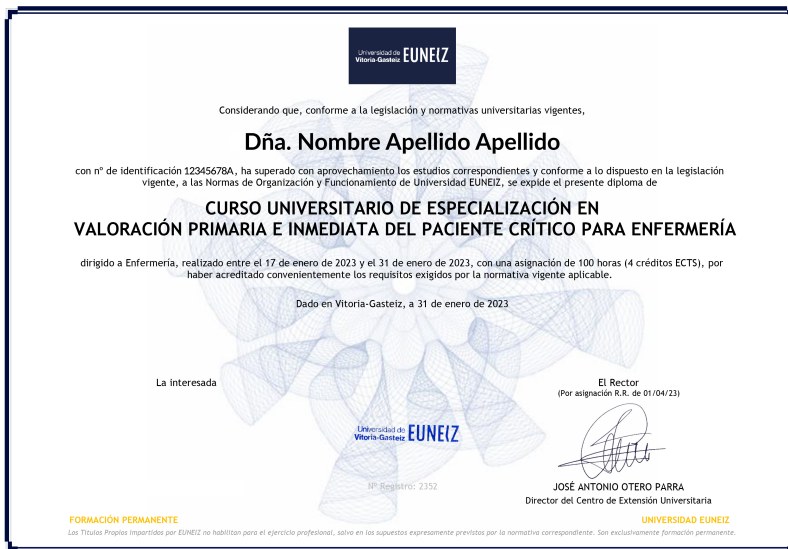 Universidad de
Vitoria-Gasteiz EUNEIZ
Considerando que, conforme a la legislación y normativas universitarias vigentes,
Dña. Nombre Apellido Apellido
con nº de identificación 12345678A, ha superado con aprovechamiento los estudios correspondientes y conforme a lo dispuesto en la legislación
vigente, a las Normas de Organización y Funcionamiento de Universidad EUNEIZ, se expide el presente diploma de
CURSO UNIVERSITARIO DE ESPECIALIZACIÓN EN
VALORACIÓN PRIMARIA E INMEDIATA DEL PACIENTE CRÍTICO PARA ENFERMERÍA
dirigido a Enfermería, realizado entre el 17 de enero de 2023 y el 31 de enero de 2023, con una asignación de 100 horas (4 créditos ECTS), por
haber acreditado convenientemente los requisitos exigidos por la normativa vigente aplicable.
Dado en Vitoria-Gasteiz, a 31 de enero de 2023
La interesada
El Rector
(Por asignación R.R. de 01/04/23)
Universidad de
Vitoria-Gasteiz EUNEIZ
Nº Registro: 2352
JOSÉ ANTONIO OTERO PARRA
Director del Centro de Extensión Universitaria
FORMACIÓN PERMANENTE
UNIVERSIDAD EUNEIZ
Los Títulos Propios impartidos por EUNEIZ no habilitan para el ejercicio profesional, salvo en los supuestos expresamente previstos por la normativa correspondiente. Son exclusivamente formación permanente.